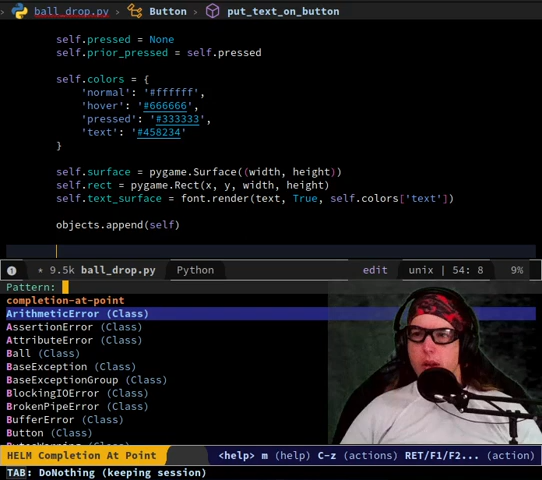 ball_drop.py > Button > put_text_on_button
self.pressed = None
self.prior_pressed = self.pressed
self.colors = {
'normal': '#ffffff',
'hover': '#666666',
'pressed': '#333333',
'text': '#458234'
}
self.surface = pygame.Surface((width, height))
self.rect = pygame.Rect(x, y, width, height)
self.text_surface = font.render(text, True, self.colors['text'])
objects.append(self)
* 9.5k ball_drop.py Python edit unix | 54: 8 9%
Pattern:
completion-at-point
ArithmeticError (Class)
AssertionError (Class)
AttributeError (Class)
Ball (Class)
BaseException (Class)
BaseExceptionGroup (Class)
BlockingIOError (Class)
BrokenPipeError (Class)
BufferError (Class)
Button (Class)
HELM Completion At Point <help> m (help) C-z (actions) RET/F1/F2... (action)
TAB: DoNothing (keeping session)